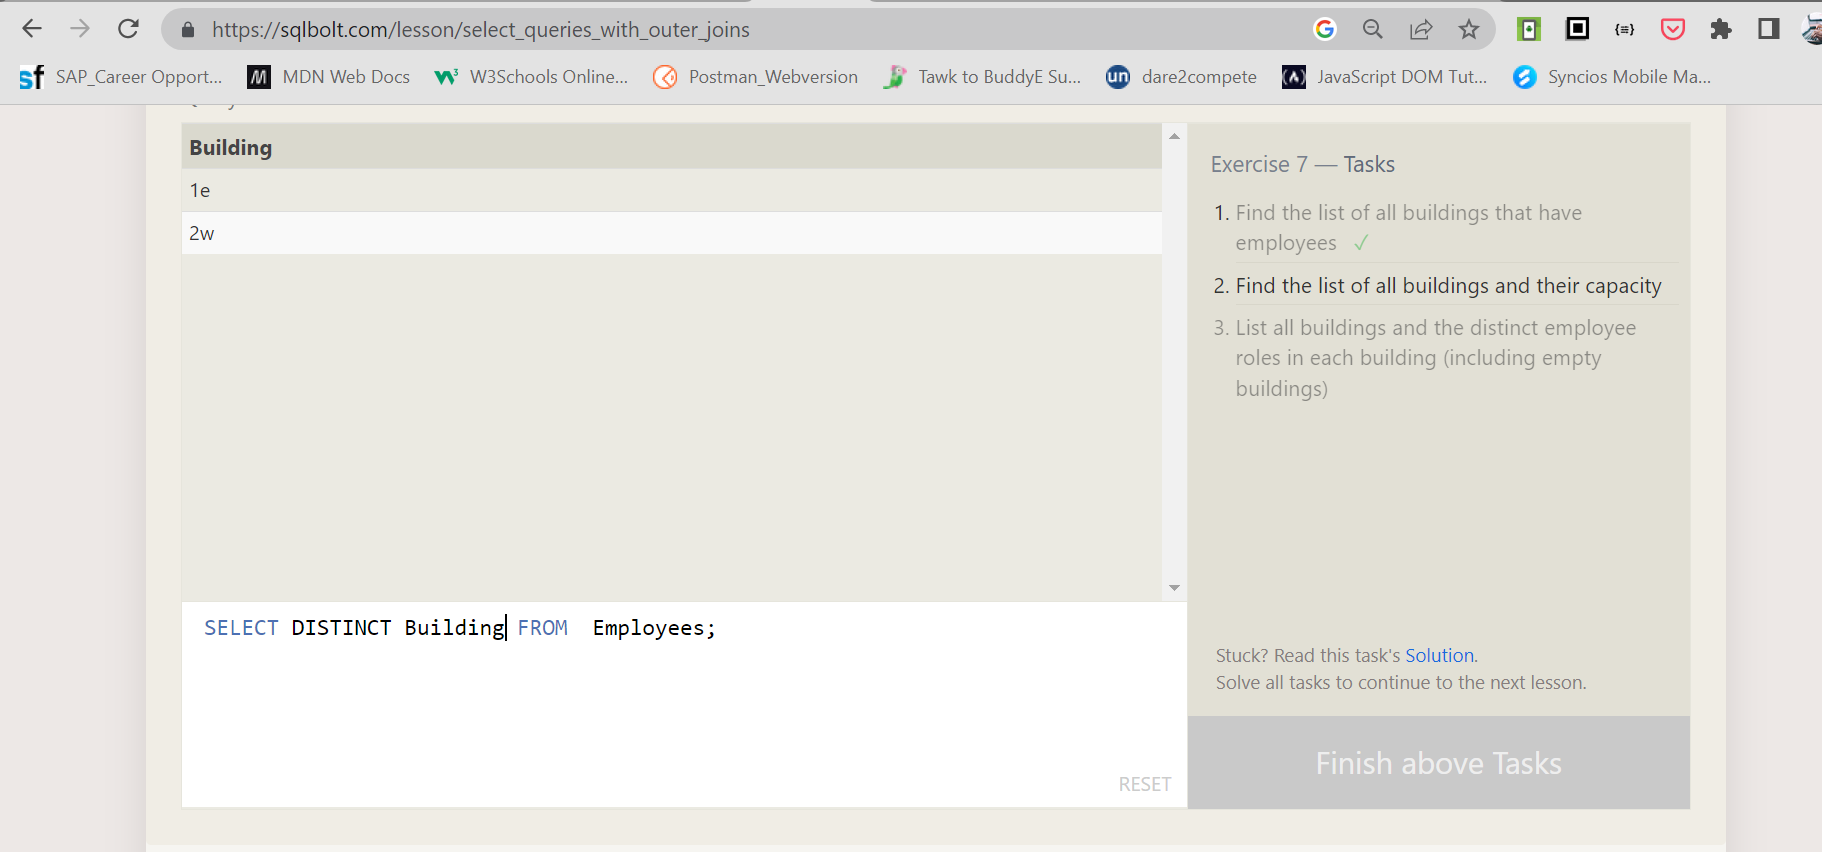 https://sqlbolt.com/lesson/select_queries_with_outer_joins
SAP_Career Opport...
MDN Web Docs
W3Schools Online...
Postman_Webversion
Tawk to BuddyE Su...
un dare2compete
JavaScript DOM Tut...
Syncios Mobile Ma...
Building
1e
2w
SELECT DISTINCT Building FROM  Employees;
RESET
Exercise 7 — Tasks
1. Find the list of all buildings that have
employees ✓
2. Find the list of all buildings and their capacity
3. List all buildings and the distinct employee
roles in each building (including empty
buildings)
Stuck? Read this task's Solution.
Solve all tasks to continue to the next lesson.
Finish above Tasks